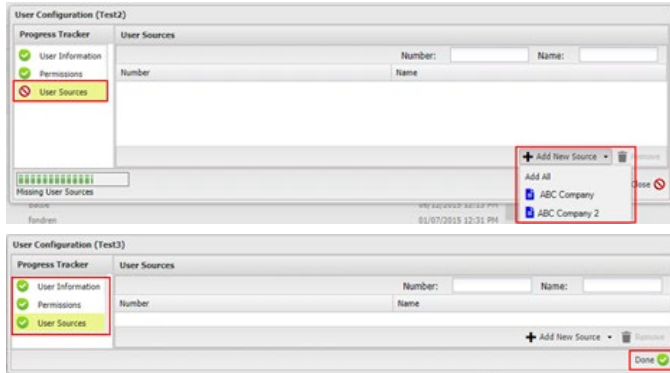 User Configuration (Test2)
Progress Tracker
User Sources
User Information
Number:
Name:
Permissions
Number
Name
User Sources
Add New Source
Remove
Add All
Missing User Sources
ABC Company
Close
ABC Company 2
fondren
01/07/2015 12:31 PM
User Configuration (Test3)
Progress Tracker
User Sources
User Information
Number:
Name:
Permissions
Number
Name
User Sources
Add New Source
Remove
Done